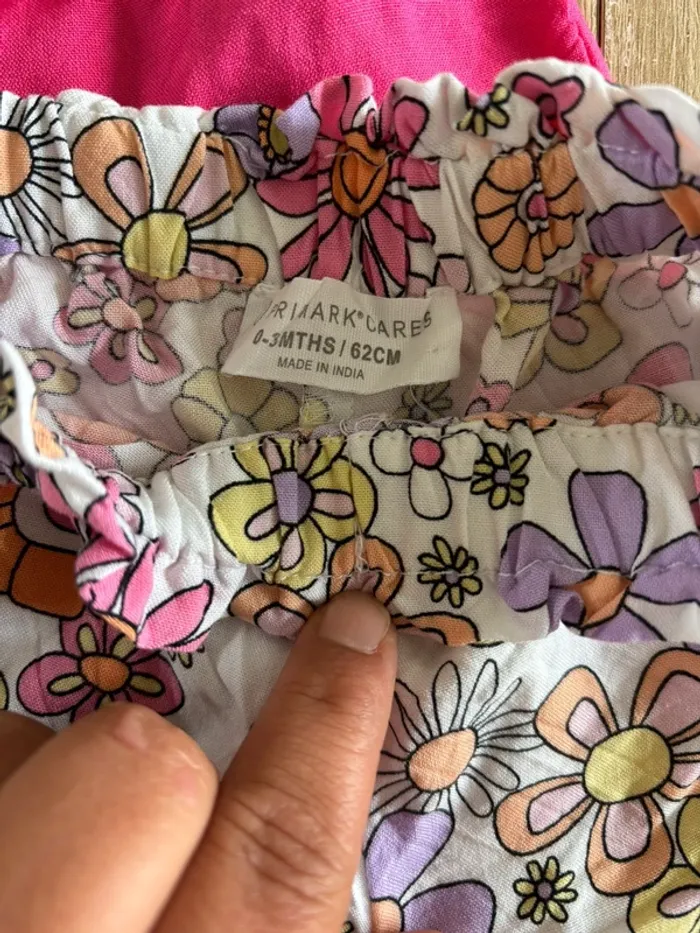 PRIMARK® CARES
0-3MTHS / 62CM
MADE IN INDIA